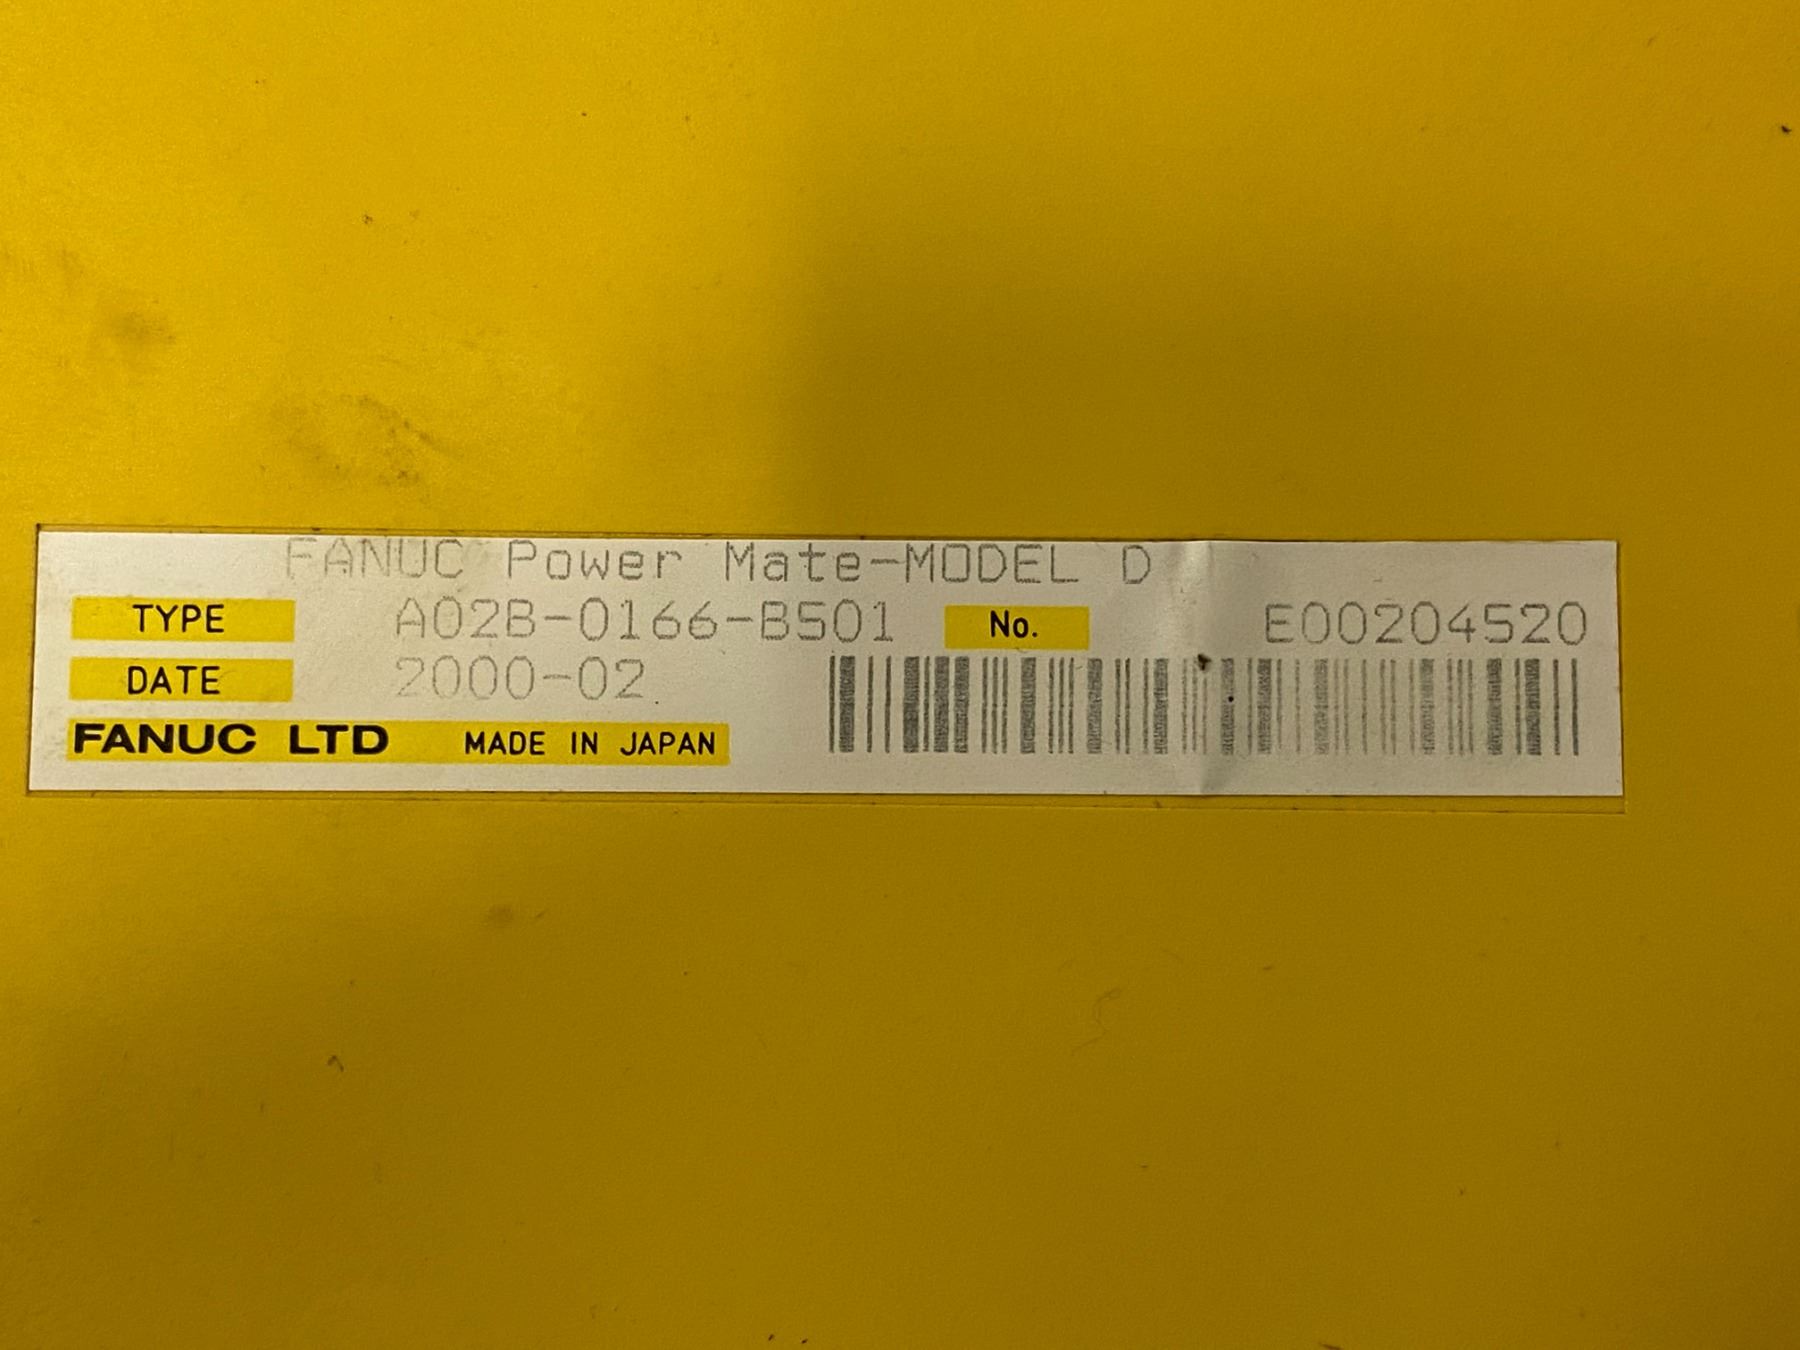 FANUC Power Mate-MODEL D
TYPE A02B-0166-B501 No. E00204520
DATE 2000-02
FANUC LTD MADE IN JAPAN